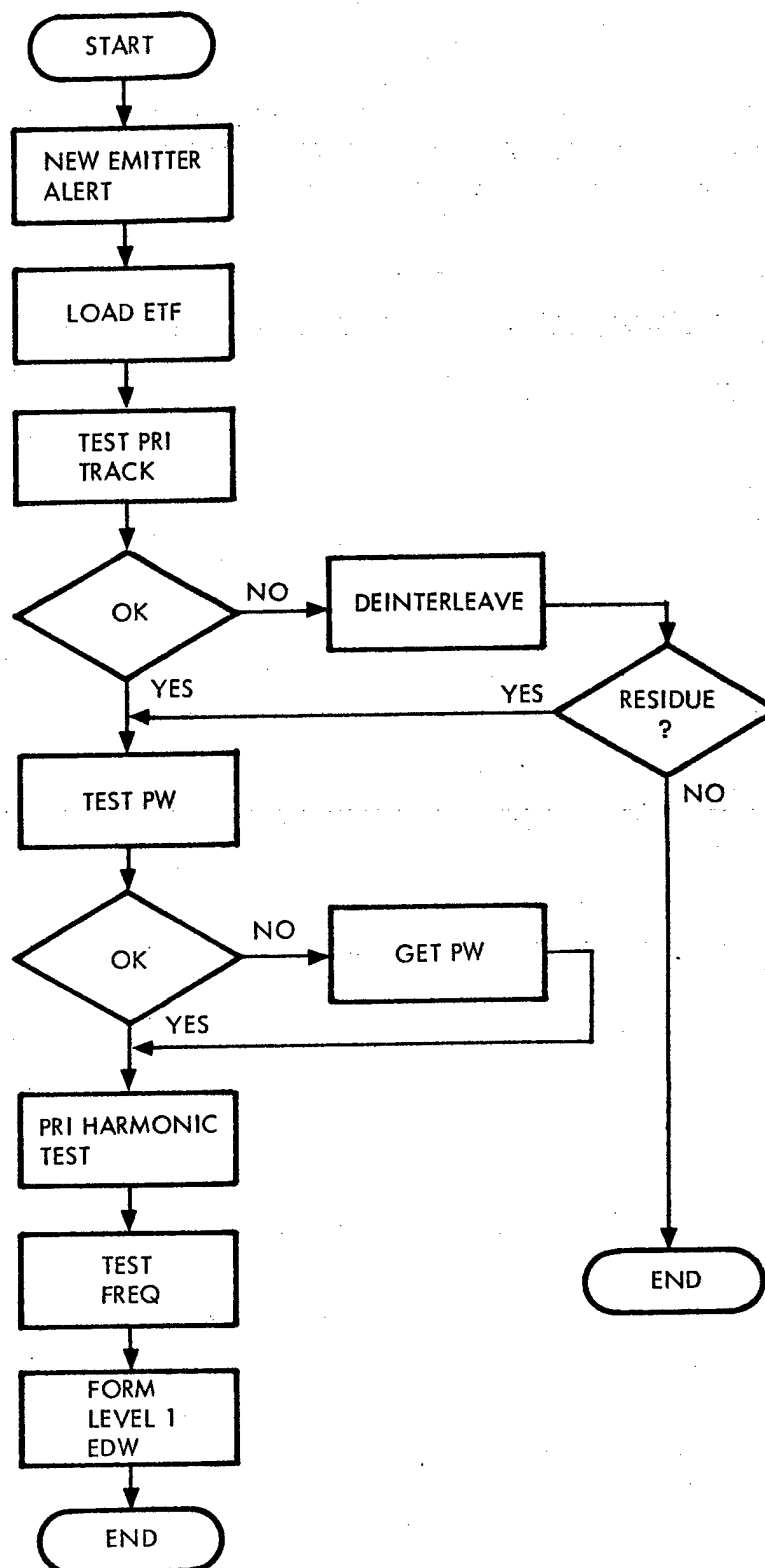 START
NEW EMITTER
ALERT
LOAD ETF
TEST PRI
TRACK
OK
NO
DEINTERLEAVE
YES
YES
RESIDUE
?
NO
TEST PW
OK
NO
GET PW
YES
PRI HARMONIC
TEST
TEST
FREQ
END
FORM
LEVEL 1
EDW
END